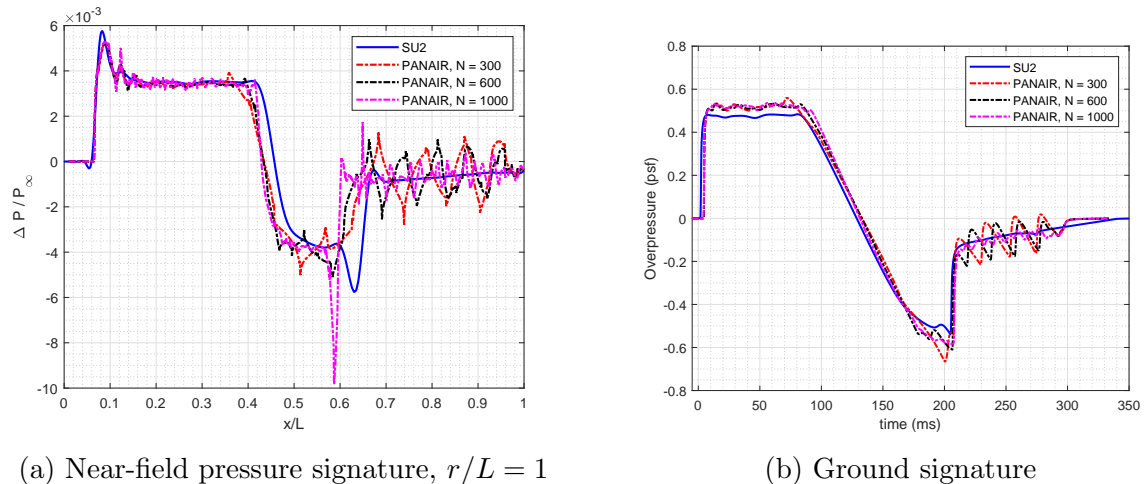 ×10⁻³
6
4
2
0
-2
-4
-6
-8
-10
Δ P / P∞
SU2
PANAIR, N = 300
PANAIR, N = 600
PANAIR, N = 1000
0 0.1 0.2 0.3 0.4 0.5 0.6 0.7 0.8 0.9 1
x/L
(a) Near-field pressure signature, r/L = 1
0.8
0.6
0.4
0.2
0
-0.2
-0.4
-0.6
-0.8
Overpressure (psf)
SU2
PANAIR, N = 300
PANAIR, N = 600
PANAIR, N = 1000
0 50 100 150 200 250 300 350
time (ms)
(b) Ground signature